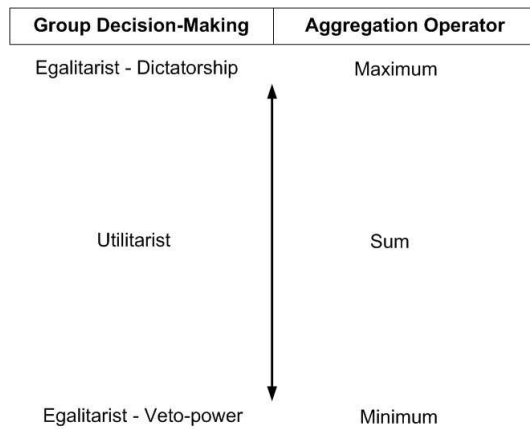 Group Decision-Making Aggregation Operator
Egalitarist - Dictatorship Maximum
Utilitarist Sum
Egalitarist - Veto-power Minimum